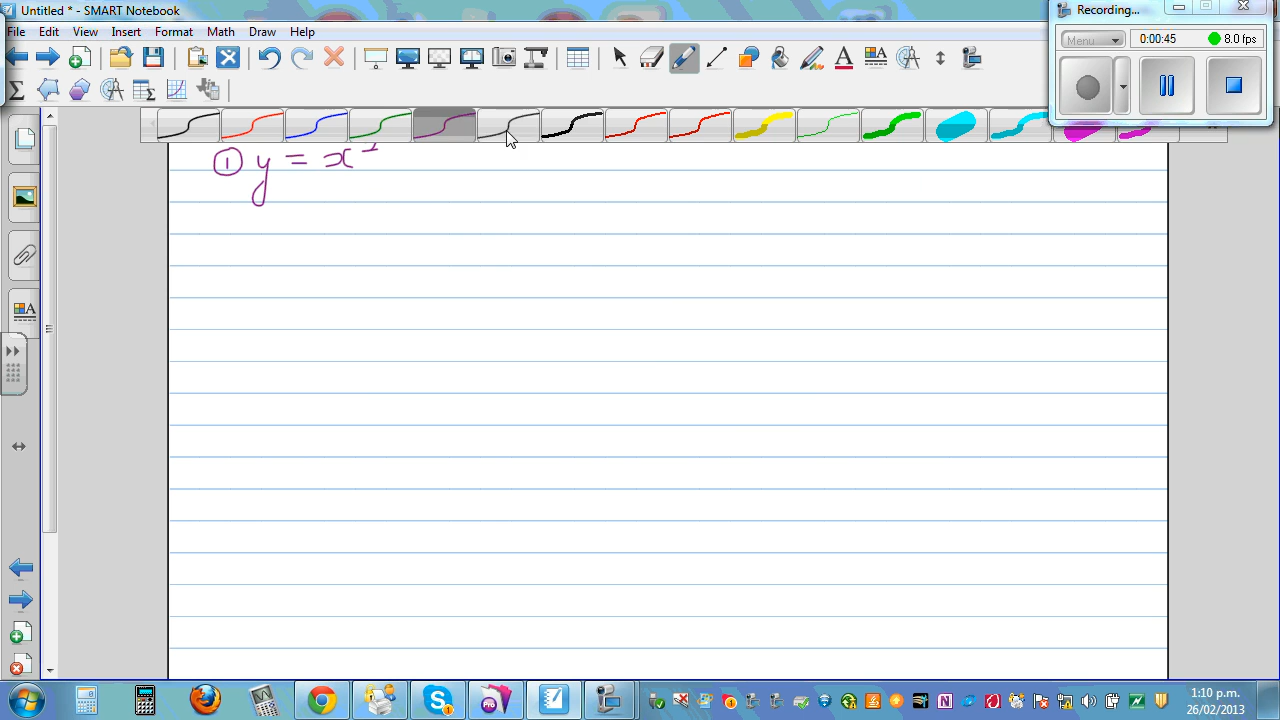 Untitled * - SMART Notebook
Recording...
File Edit View Insert Format Math Draw Help
Menu
0:00:45
8.0 fps
① y = x
1:10 p.m.
26/02/2013